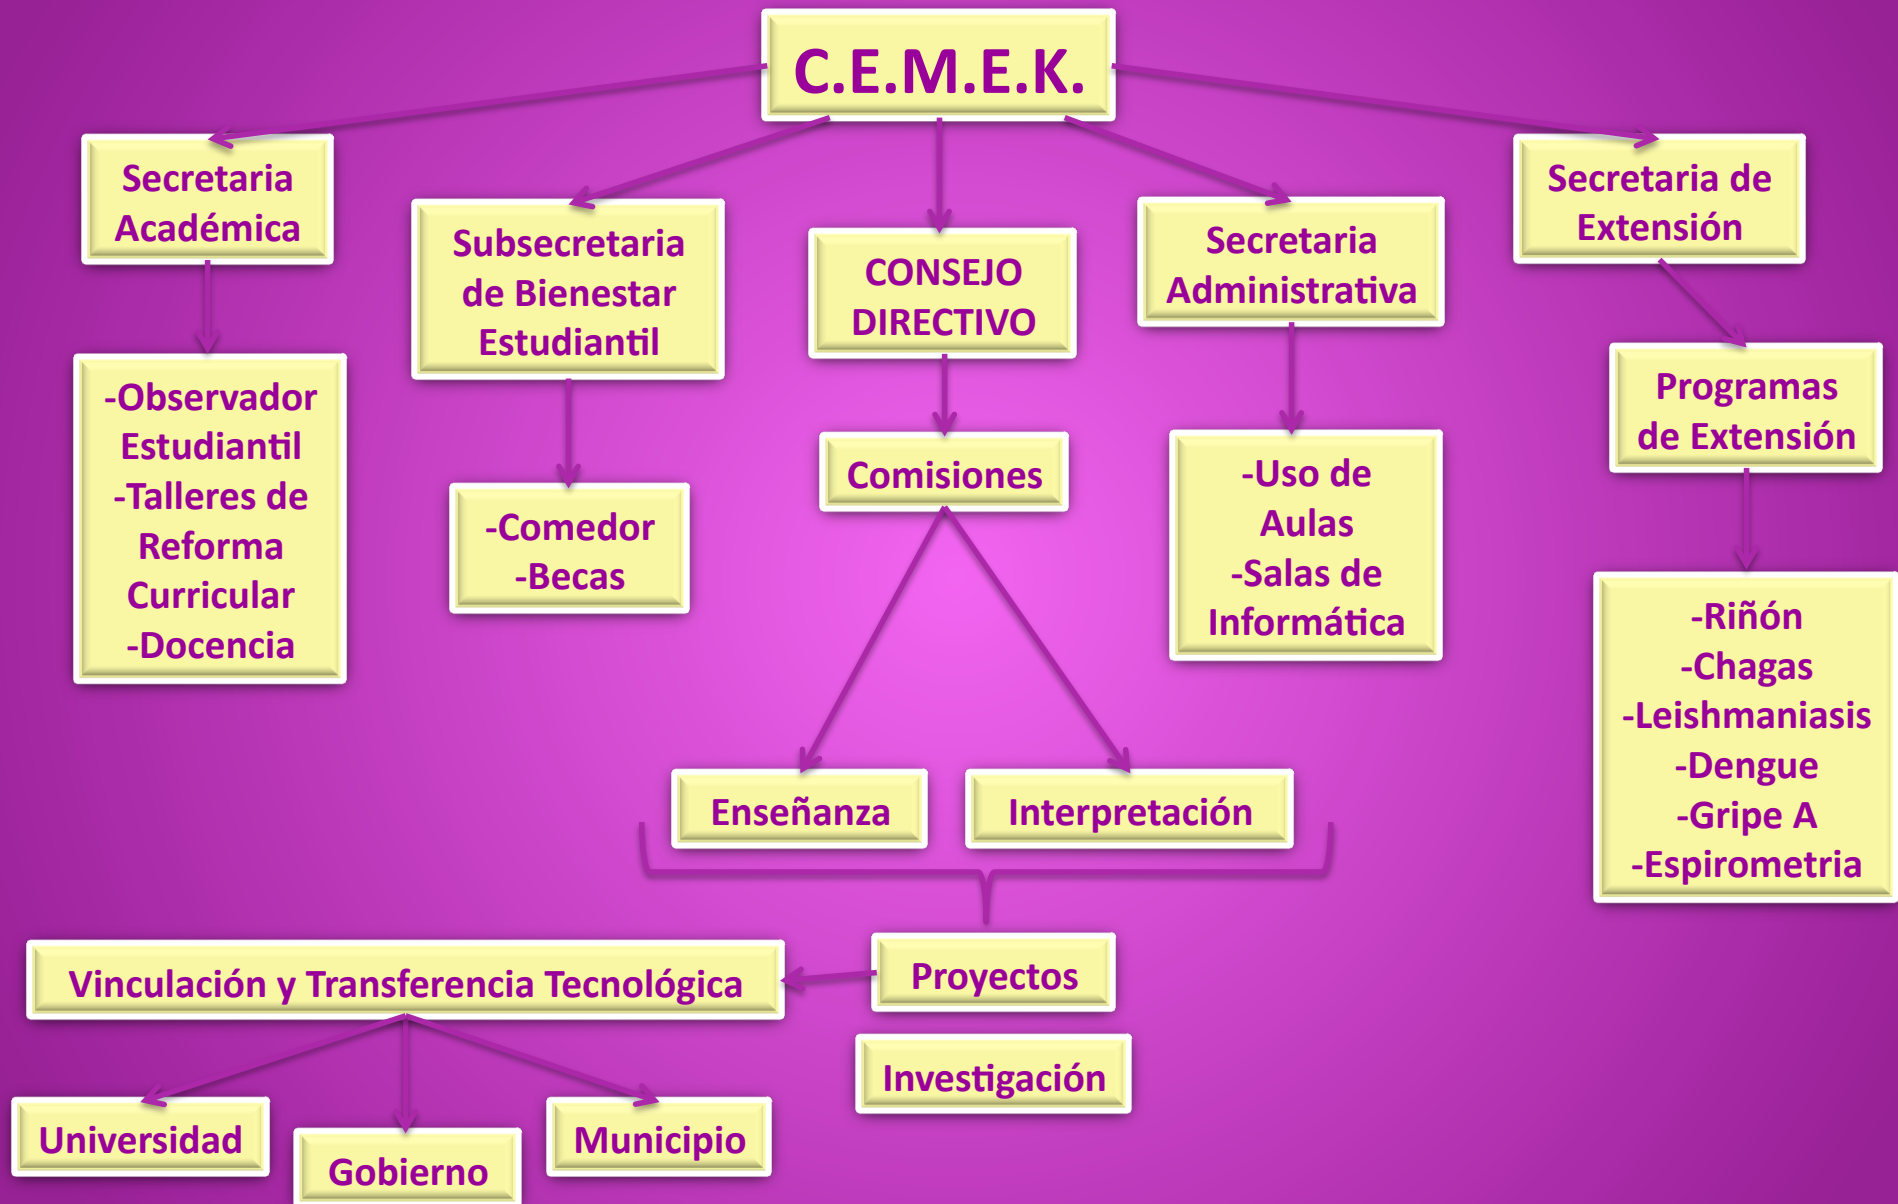 C.E.M.E.K.
Secretaria
Académica
Subsecretaria
de Bienestar
Estudiantil
CONSEJO
DIRECTIVO
Secretaria
Administrativa
Secretaria de
Extensión
-Observador
Estudiantil
-Talleres de
Reforma
Curricular
-Docencia
-Comedor
-Becas
Comisiones
-Uso de
Aulas
-Salas de
Informática
Programas
de Extensión
-Riñón
-Chagas
-Leishmaniasis
-Dengue
-Gripe A
-Espirometria
Enseñanza
Interpretación
Proyectos
Vinculación y Transferencia Tecnológica
Investigación
Universidad
Gobierno
Municipio